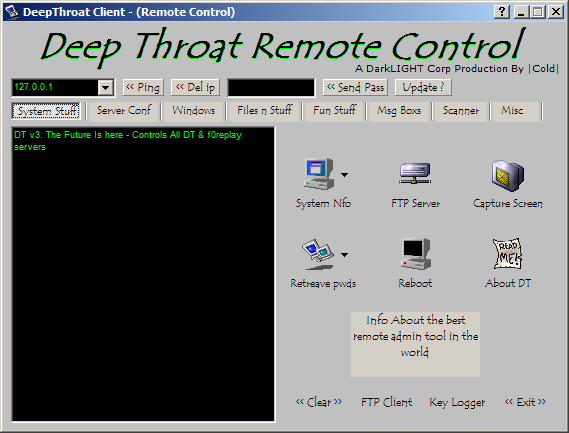 DeepThroat Client - (Remote Control)
Deep Throat Remote Control
A DarkLIGHT Corp Production By |Cold|
127.0.0.1
<< Ping
<< Del ip
<< Send Pass
Update ?
System Stuff
Server Conf
Windows
Files n Stuff
Fun Stuff
Msg Boxs
Scanner
Misc
DT v3. The Future Is here - Controls All DT & f0replay
servers
System Nfo
FTP Server
Capture Screen
READ
ME!
Retreave pwds
Reboot
About DT
Info About the best
remote admin tool in the
world
<< Clear >>
FTP Client
Key Logger
<< Exit >>